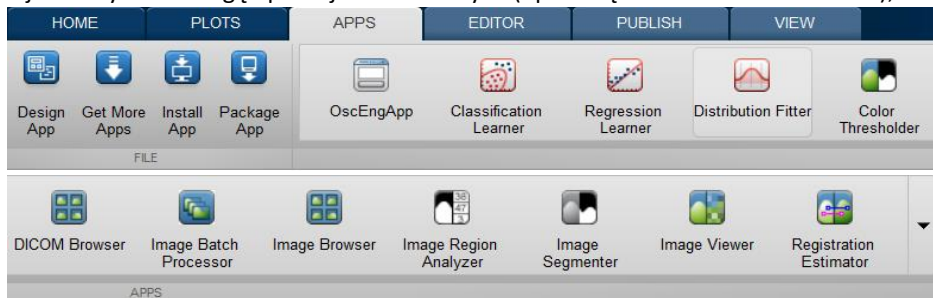 HOME PLOTS APPS EDITOR PUBLISH VIEW
Design App
Get More Apps
Install App
Package App
OscEngApp
Classification Learner
Regression Learner
Distribution Fitter
Color Thresholder
FILE
DICOM Browser
Image Batch Processor
Image Browser
Image Region Analyzer
Image Segmenter
Image Viewer
Registration Estimator
APPS